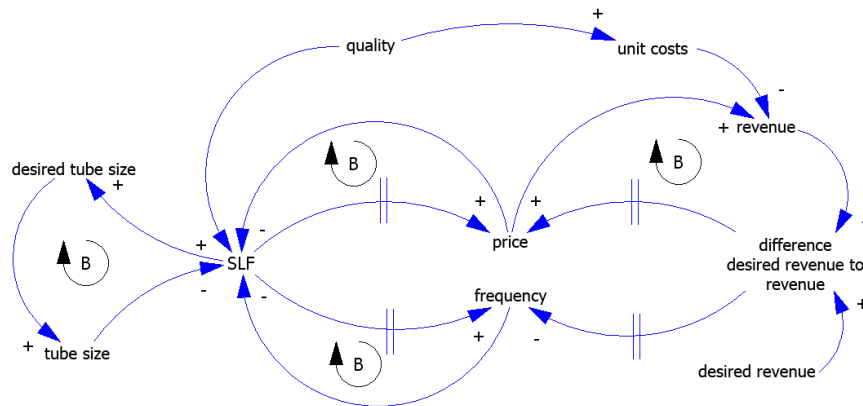 +
quality
unit costs
-
+ revenue
B
B
desired tube size
+
-
+
+
price
-
+
SLF
B
-
-
difference
desired revenue to
revenue
frequency
+
+
tube size
+
-
B
desired revenue